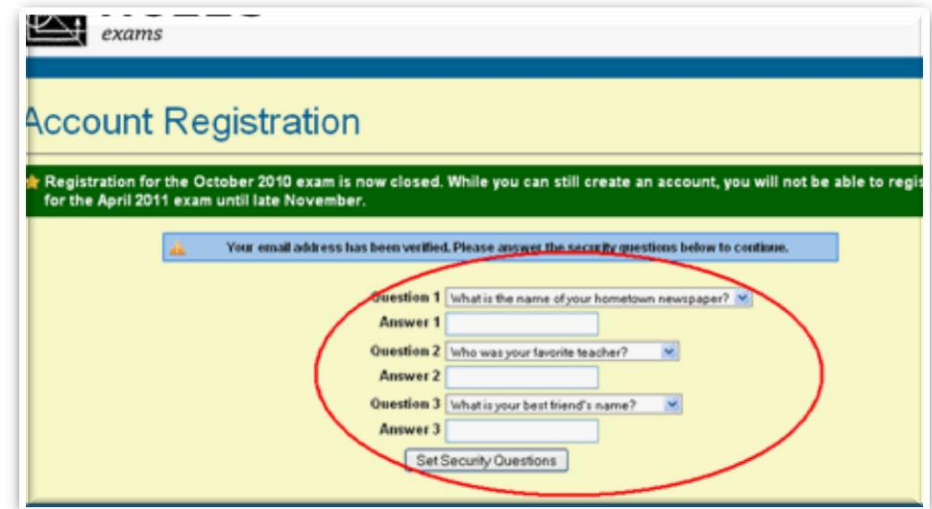 exams
Account Registration
Registration for the October 2010 exam is now closed. While you can still create an account, you will not be able to
for the April 2011 exam until late November.
Your email address has been verified. Please answer the security questions below to continue.
Question 1 What is the name of your hometown newspaper?
Answer 1
Question 2 Who was your favorite teacher?
Answer 2
Question 3 What is your best friend's name?
Answer 3
Set Security Questions